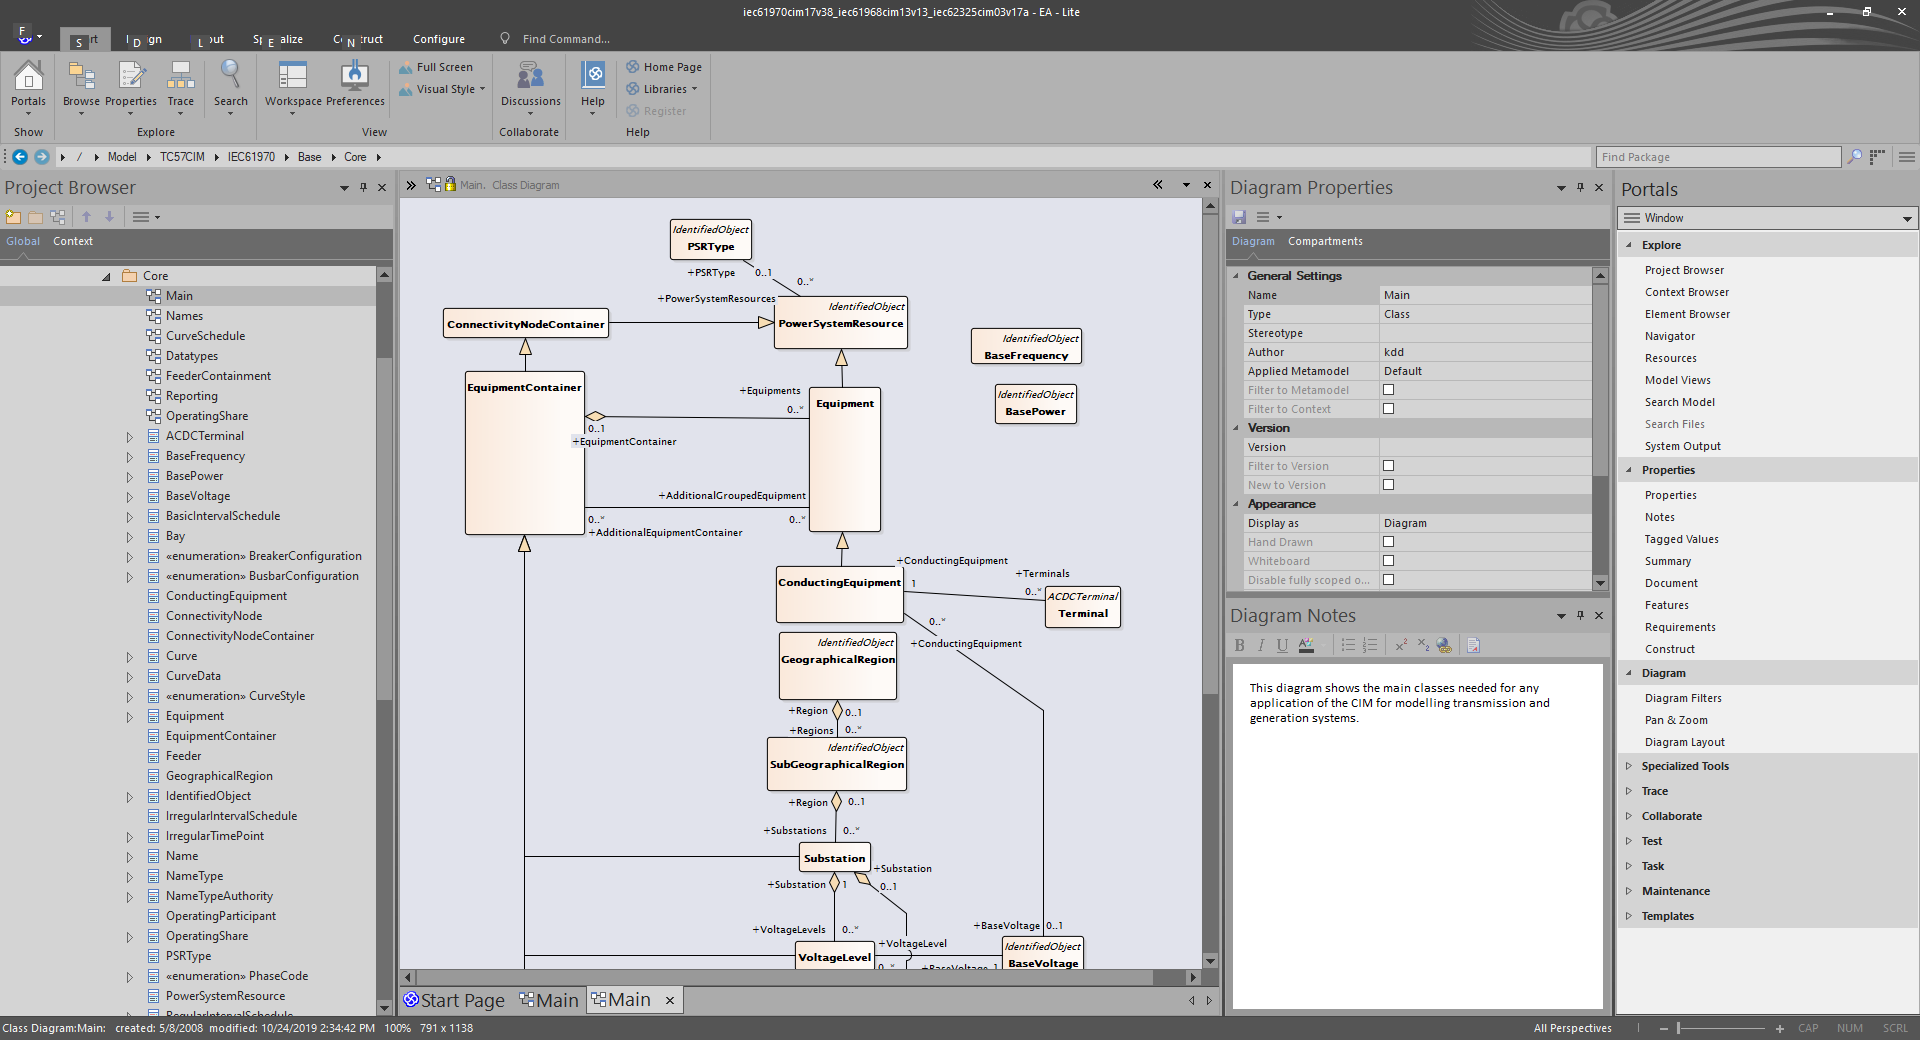 iec61970cim17v38_iec61968cim13v13_iec62325cim03v17a - EA - Lite
F
S
D
L
E
N
Configure
Find Command...
Portals
Browse
Properties
Trace
Search
Workspace
Preferences
Full Screen
Visual Style
Discussions
Help
Home Page
Libraries
Register
Show
Explore
View
Collaborate
Help
/ Model TC57CIM IEC61970 Base Core
Find Package
Project Browser
Global Context
Core
Main
Names
CurveSchedule
Datatypes
FeederContainment
Reporting
OperatingShare
ACDCTerminal
BaseFrequency
BasePower
BaseVoltage
BasicIntervalSchedule
Bay
«enumeration» BreakerConfiguration
«enumeration» BusbarConfiguration
ConductingEquipment
ConnectivityNode
ConnectivityNodeContainer
Curve
CurveData
«enumeration» CurveStyle
Equipment
EquipmentContainer
Feeder
GeographicalRegion
IdentifiedObject
IrregularIntervalSchedule
IrregularTimePoint
Name
NameType
NameTypeAuthority
OperatingParticipant
OperatingShare
PSRType
«enumeration» PhaseCode
PowerSystemResource
RegularIntervalSchedule
Main. Class Diagram
IdentifiedObject
PSRType
+PSRType 0..1
0..*
+PowerSystemResources
IdentifiedObject
PowerSystemResource
ConnectivityNodeContainer
IdentifiedObject
BaseFrequency
IdentifiedObject
BasePower
EquipmentContainer
+Equipments
0..*
Equipment
0..1
+EquipmentContainer
+AdditionalGroupedEquipment
0..*
0..*
+AdditionalEquipmentContainer
+ConductingEquipment
1
ConductingEquipment
+Terminals
0..*
ACDCTerminal
Terminal
0..*
+ConductingEquipment
IdentifiedObject
GeographicalRegion
+Region 0..1
+Regions 0..*
IdentifiedObject
SubGeographicalRegion
+Region 0..1
+Substations 0..*
Substation
+Substation
0..1
+Substation 1
+VoltageLevels 0..*
+VoltageLevel
0..*
VoltageLevel
+BaseVoltage 0..1
IdentifiedObject
BaseVoltage
+BaseVoltage 1
Start Page
Main
Main
Diagram Properties
Diagram Compartments
General Settings
Name Main
Type Class
Stereotype
Author kdd
Applied Metamodel Default
Filter to Metamodel
Filter to Context
Version
Version
Filter to Version
New to Version
Appearance
Display as Diagram
Hand Drawn
Whiteboard
Disable fully scoped o...
Diagram Notes
B I U A
This diagram shows the main classes needed for any
application of the CIM for modelling transmission and
generation systems.
Portals
Window
Explore
Project Browser
Context Browser
Element Browser
Navigator
Resources
Model Views
Search Model
Search Files
System Output
Properties
Properties
Notes
Tagged Values
Summary
Document
Features
Requirements
Construct
Diagram
Diagram Filters
Pan & Zoom
Diagram Layout
Specialized Tools
Trace
Collaborate
Test
Task
Maintenance
Templates
Class Diagram:Main: created: 5/8/2008 modified: 10/24/2019 2:34:42 PM 100% 791 x 1138
All Perspectives
CAP NUM SCRL